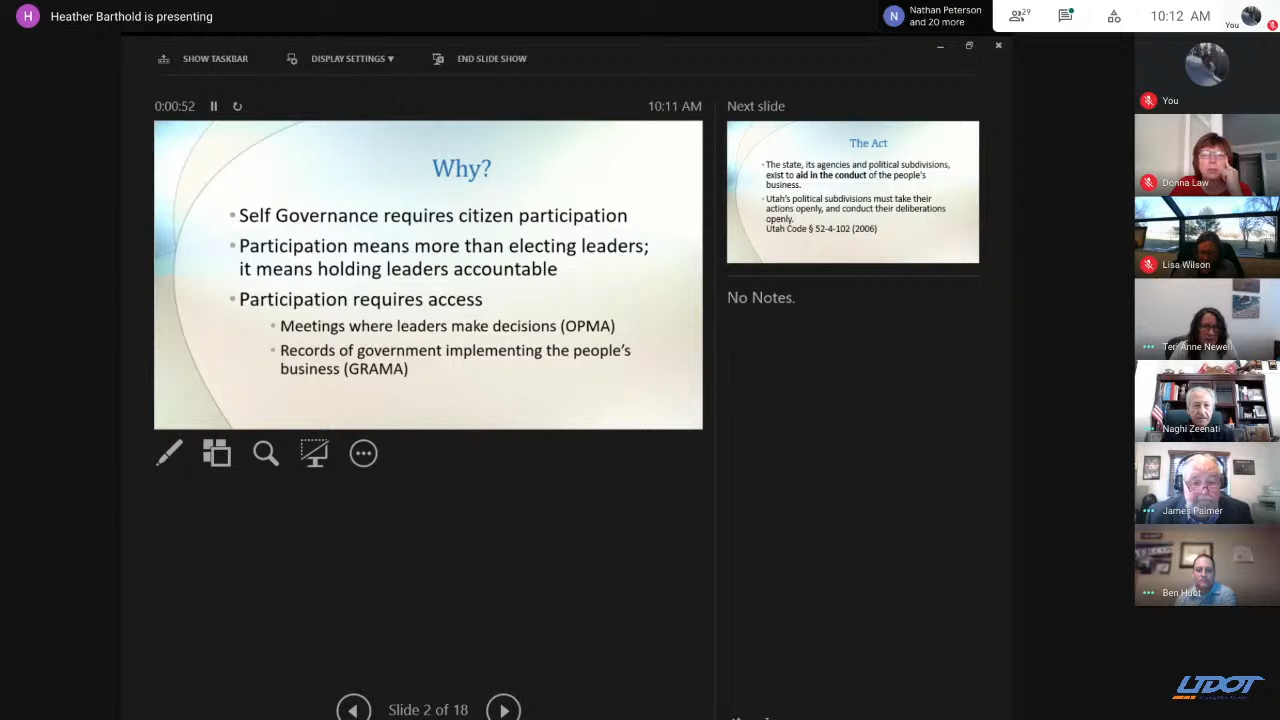 H Heather Barthold is presenting
N Nathan Peterson
and 20 more
29
10:12 AM
You
SHOW TASKBAR
DISPLAY SETTINGS ▼
END SLIDE SHOW
0:00:52
10:11 AM
Next slide
Why?
• Self Governance requires citizen participation
• Participation means more than electing leaders;
it means holding leaders accountable
• Participation requires access
• Meetings where leaders make decisions (OPMA)
• Records of government implementing the people's
business (GRAMA)
The Act
• The state, its agencies and political subdivisions,
exist to aid in the conduct of the people's
business.
• Utah's political subdivisions must take their
actions openly, and conduct their deliberations
openly.
Utah Code § 52-4-102 (2006)
No Notes.
Slide 2 of 18
You
Donna Law
Lisa Wilson
Teri Anne Newell
Naghi Zeenati
James Palmer
Ben Huot
UDOT